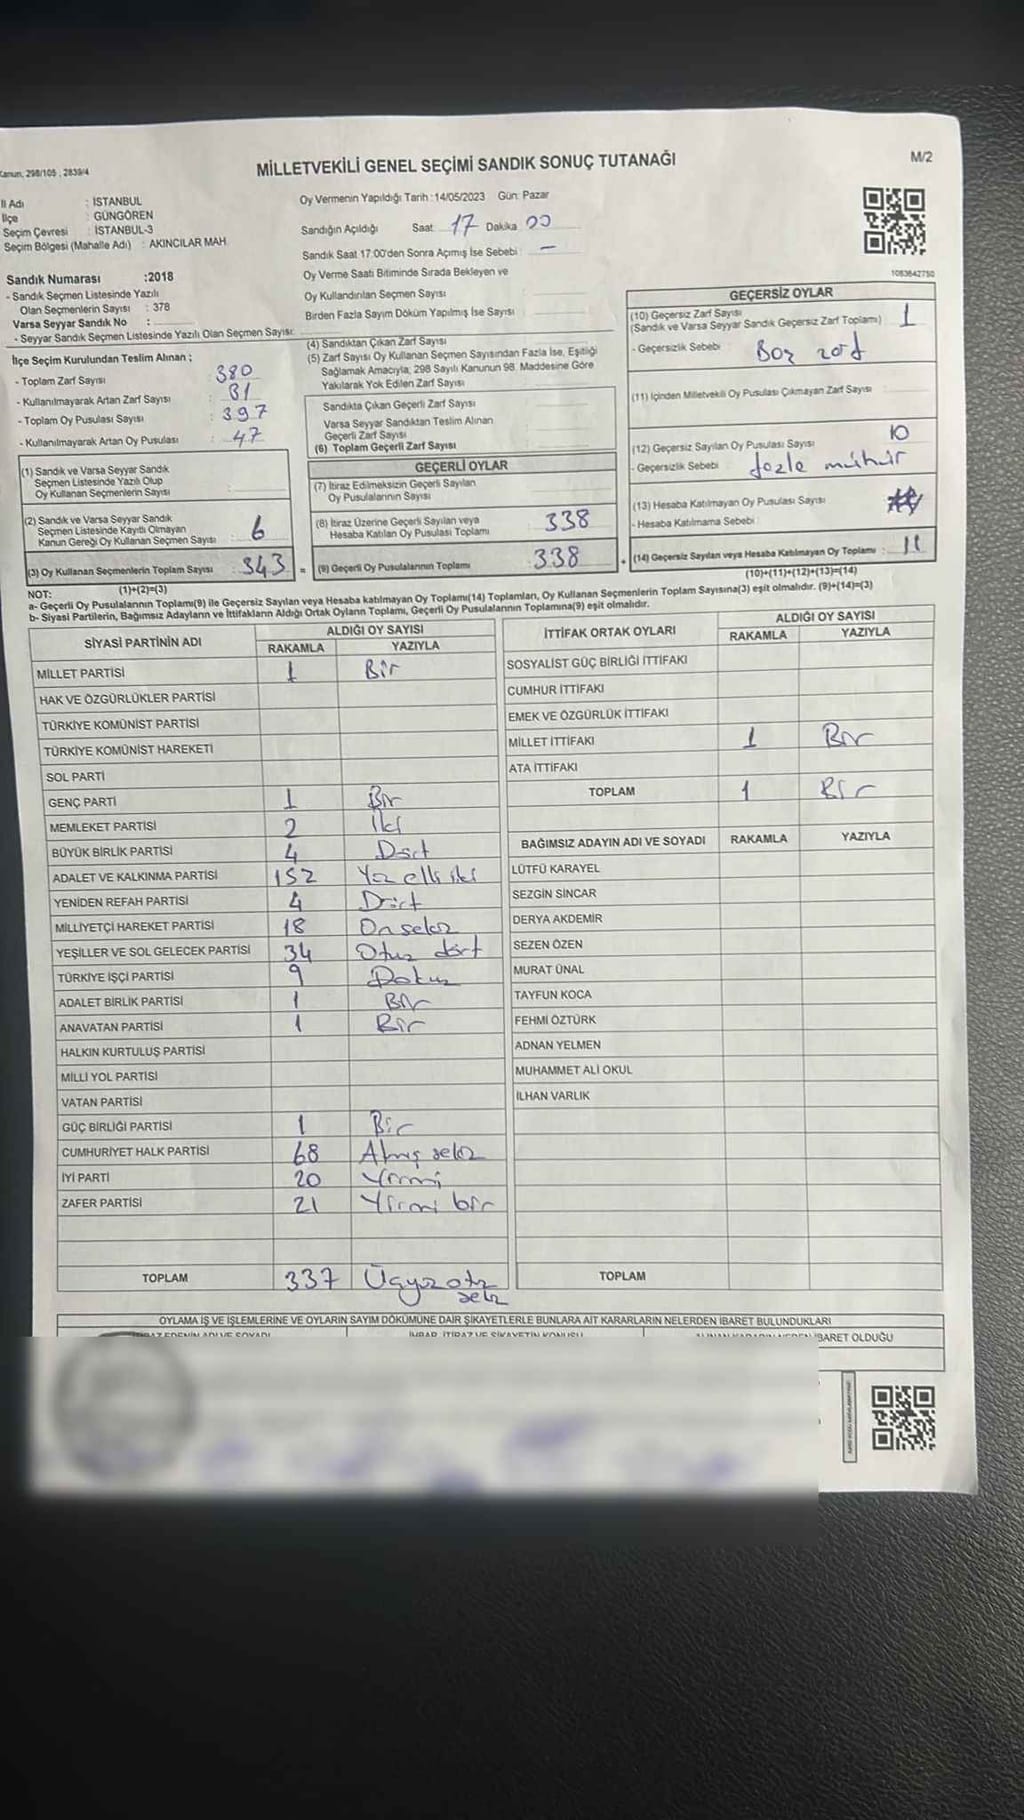 Kanun, 298/105 , 2839/4
MİLLETVEKİLİ GENEL SEÇİMİ SANDIK SONUÇ TUTANAĞI
M/2
İl Adı : İSTANBUL
İlçe : GÜNGÖREN
Seçim Çevresi : İSTANBUL-3
Seçim Bölgesi (Mahalle Adı) : AKINCILAR MAH
Sandık Numarası :2018
- Sandık Seçmen Listesinde Yazılı
Olan Seçmenlerin Sayısı : 378
Varsa Seyyar Sandık No :
- Seyyar Sandık Seçmen Listesinde Yazılı Olan Seçmen Sayısı:
Oy Vermenin Yapıldığı Tarih :14/05/2023 Gün: Pazar
Sandığın Açıldığı Saat 17 Dakika 00
Sandık Saat 17:00'den Sonra Açımış İse Sebebi : —
Oy Verme Saati Bitiminde Sırada Bekleyen ve
Oy Kullandırılan Seçmen Sayısı
Birden Fazla Sayım Döküm Yapılmış İse Sayısı :
1083642750
İlçe Seçim Kurulundan Teslim Alınan ;
- Toplam Zarf Sayısı : 380
- Kullanılmayarak Artan Zarf Sayısı : 31
- Toplam Oy Pusulası Sayısı : 397
- Kullanılmayarak Artan Oy Pusulası : 47
(1) Sandık ve Varsa Seyyar Sandık
Seçmen Listesinde Yazılı Olup
Oy Kullanan Seçmenlerin Sayısı :
(2) Sandık ve Varsa Seyyar Sandık
Seçmen Listesinde Kayıtlı Olmayan
Kanun Gereği Oy Kullanan Seçmen Sayısı : 6
(3) Oy Kullanan Seçmenlerin Toplam Sayısı : 343 =
(1)+(2)=(3)
(4) Sandıktan Çıkan Zarf Sayısı
(5) Zarf Sayısı Oy Kullanan Seçmen Sayısından Fazla İse, Eşitliği
Sağlamak Amacıyla, 298 Sayılı Kanunun 98. Maddesine Göre
Yakılarak Yok Edilen Zarf Sayısı
Sandıkta Çıkan Geçerli Zarf Sayısı
Varsa Seyyar Sandıktan Teslim Alınan
Geçerli Zarf Sayısı
(6) Toplam Geçerli Zarf Sayısı
GEÇERLİ OYLAR
(7) İtiraz Edilmeksizin Geçerli Sayılan
Oy Pusulalarının Sayısı
(8) İtiraz Üzerine Geçerli Sayılan veya
Hesaba Katılan Oy Pusulası Toplamı 338
(9) Geçerli Oy Pusulalarının Toplamı 338 +
GEÇERSİZ OYLAR
(10) Geçersiz Zarf Sayısı
(Sandık ve Varsa Seyyar Sandık Geçersiz Zarf Toplamı) : 1
- Geçersizlik Sebebi : Boş zarf
(11) İçinden Milletvekili Oy Pusulası Çıkmayan Zarf Sayısı :
(12) Geçersiz Sayılan Oy Pusulası Sayısı : 10
- Geçersizlik Sebebi : fazla mühür
(13) Hesaba Katılmayan Oy Pusulası Sayısı :
- Hesaba Katılmama Sebebi :
(14) Geçersiz Sayılan veya Hesaba Katılmayan Oy Toplamı : 11
(10)+(11)+(12)+(13)=(14)
NOT:
a- Geçerli Oy Pusulalarının Toplamı(9) ile Geçersiz Sayılan veya Hesaba katılmayan Oy Toplamı(14) Toplamları, Oy Kullanan Seçmenlerin Toplam Sayısına(3) eşit olmalıdır. (9)+(14)=(3)
b- Siyasi Partilerin, Bağımsız Adayların ve İttifakların Aldığı Ortak Oyların Toplamı, Geçerli Oy Pusulalarının Toplamına(9) eşit olmalıdır.
SİYASİ PARTİNİN ADI ALDIĞI OY SAYISI
RAKAMLA YAZIYLA
MİLLET PARTİSİ 1 Bir
HAK VE ÖZGÜRLÜKLER PARTİSİ
TÜRKİYE KOMÜNİST PARTİSİ
TÜRKİYE KOMÜNİST HAREKETİ
SOL PARTİ
GENÇ PARTİ 1 Bir
MEMLEKET PARTİSİ 2 İki
BÜYÜK BİRLİK PARTİSİ 4 Dört
ADALET VE KALKINMA PARTİSİ 152 Yüz elli iki
YENİDEN REFAH PARTİSİ 4 Dört
MİLLİYETÇİ HAREKET PARTİSİ 18 Onsekiz
YEŞİLLER VE SOL GELECEK PARTİSİ 34 Otuz dört
TÜRKİYE İŞÇİ PARTİSİ 9 Dokuz
ADALET BİRLİK PARTİSİ 1 Bir
ANAVATAN PARTİSİ 1 Bir
HALKIN KURTULUŞ PARTİSİ
MİLLİ YOL PARTİSİ
VATAN PARTİSİ
GÜÇ BİRLİĞİ PARTİSİ 1 Bir
CUMHURİYET HALK PARTİSİ 68 Atmış sekiz
İYİ PARTİ 20 Yirmi
ZAFER PARTİSİ 21 Yirmi bir
TOPLAM 337 Üçyüzotuz
sekiz
İTTİFAK ORTAK OYLARI ALDIĞI OY SAYISI
RAKAMLA YAZIYLA
SOSYALİST GÜÇ BİRLİĞİ İTTİFAKI
CUMHUR İTTİFAKI
EMEK VE ÖZGÜRLÜK İTTİFAKI
MİLLET İTTİFAKI 1 Bir
ATA İTTİFAKI
TOPLAM 1 Bir
BAĞIMSIZ ADAYIN ADI VE SOYADI RAKAMLA YAZIYLA
LÜTFÜ KARAYEL
SEZGİN SİNCAR
DERYA AKDEMİR
SEZEN ÖZEN
MURAT ÜNAL
TAYFUN KOCA
FEHMİ ÖZTÜRK
ADNAN YELMEN
MUHAMMET ALİ OKUL
İLHAN VARLIK
TOPLAM
OYLAMA İŞ VE İŞLEMLERİNE VE OYLARIN SAYIM DÖKÜMÜNE DAİR ŞİKAYETLERLE BUNLARA AİT KARARLARIN NELERDEN İBARET BULUNDUKLARI
İBARET OLDUĞU